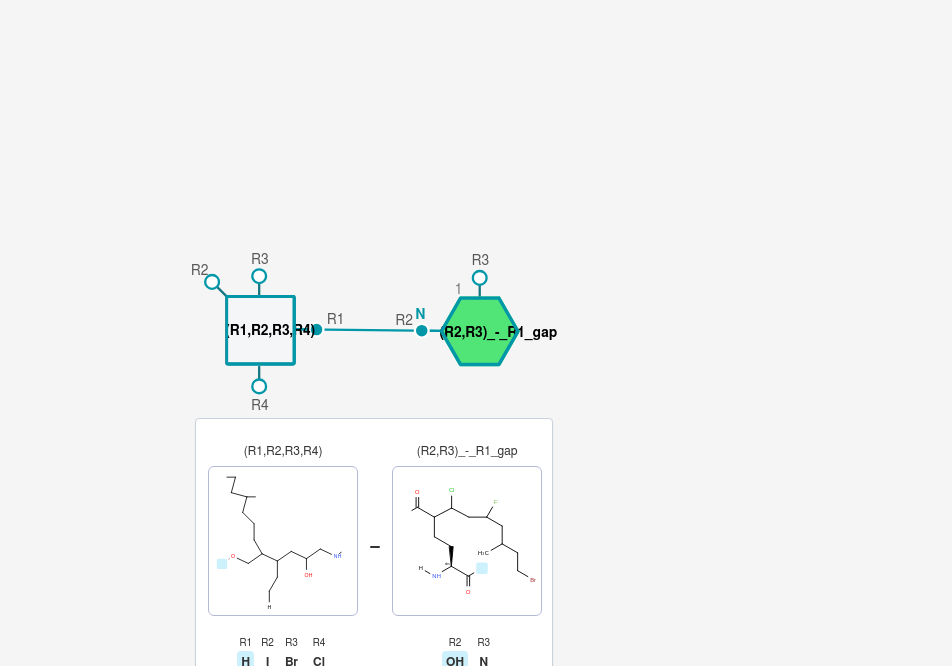 R3
R2
R3
1
N
R1
R2
(R1,R2,R3,R4)
(R2,R3)_-_R1_gap
R4
(R1,R2,R3,R4)
(R2,R3)_-_R1_gap
O
Cl
F
O
NH
OH
H
–
H₃C
H
NH
O
Br
R1 R2 R3 R4
H I Br Cl
R2 R3
OH N